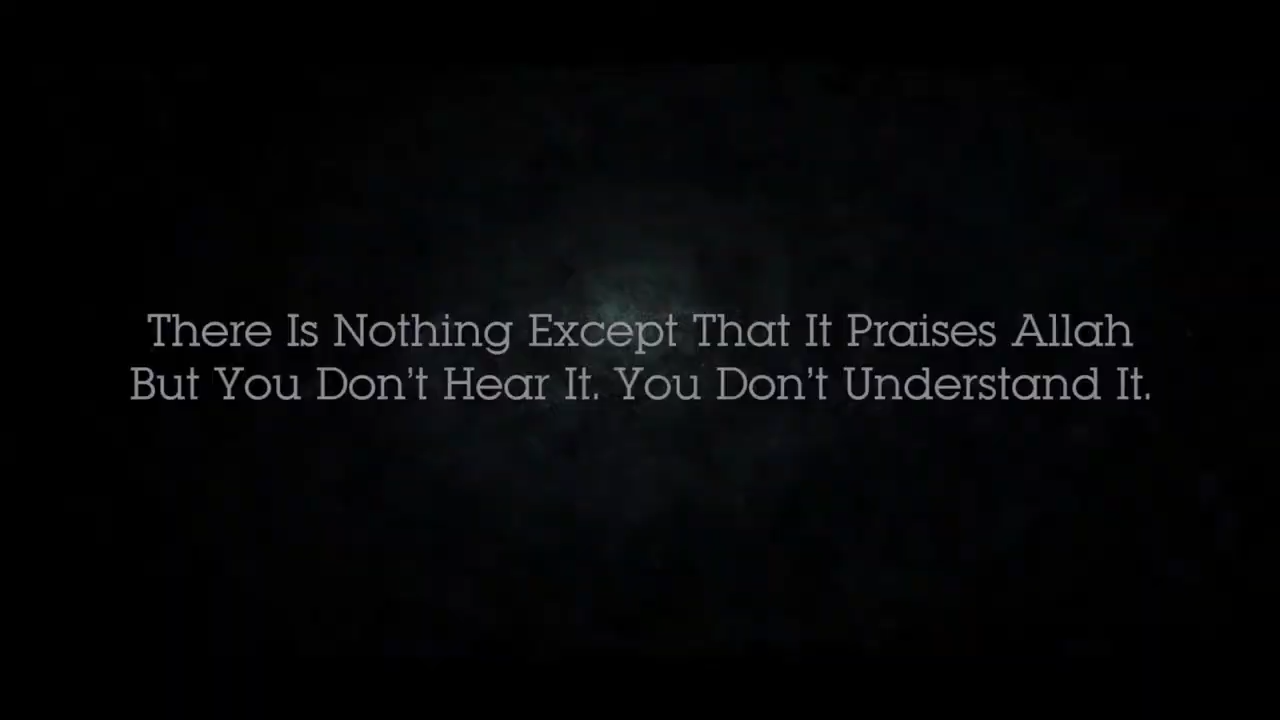 There Is Nothing Except That It Praises Allah
But You Don’t Hear It. You Don’t Understand It.